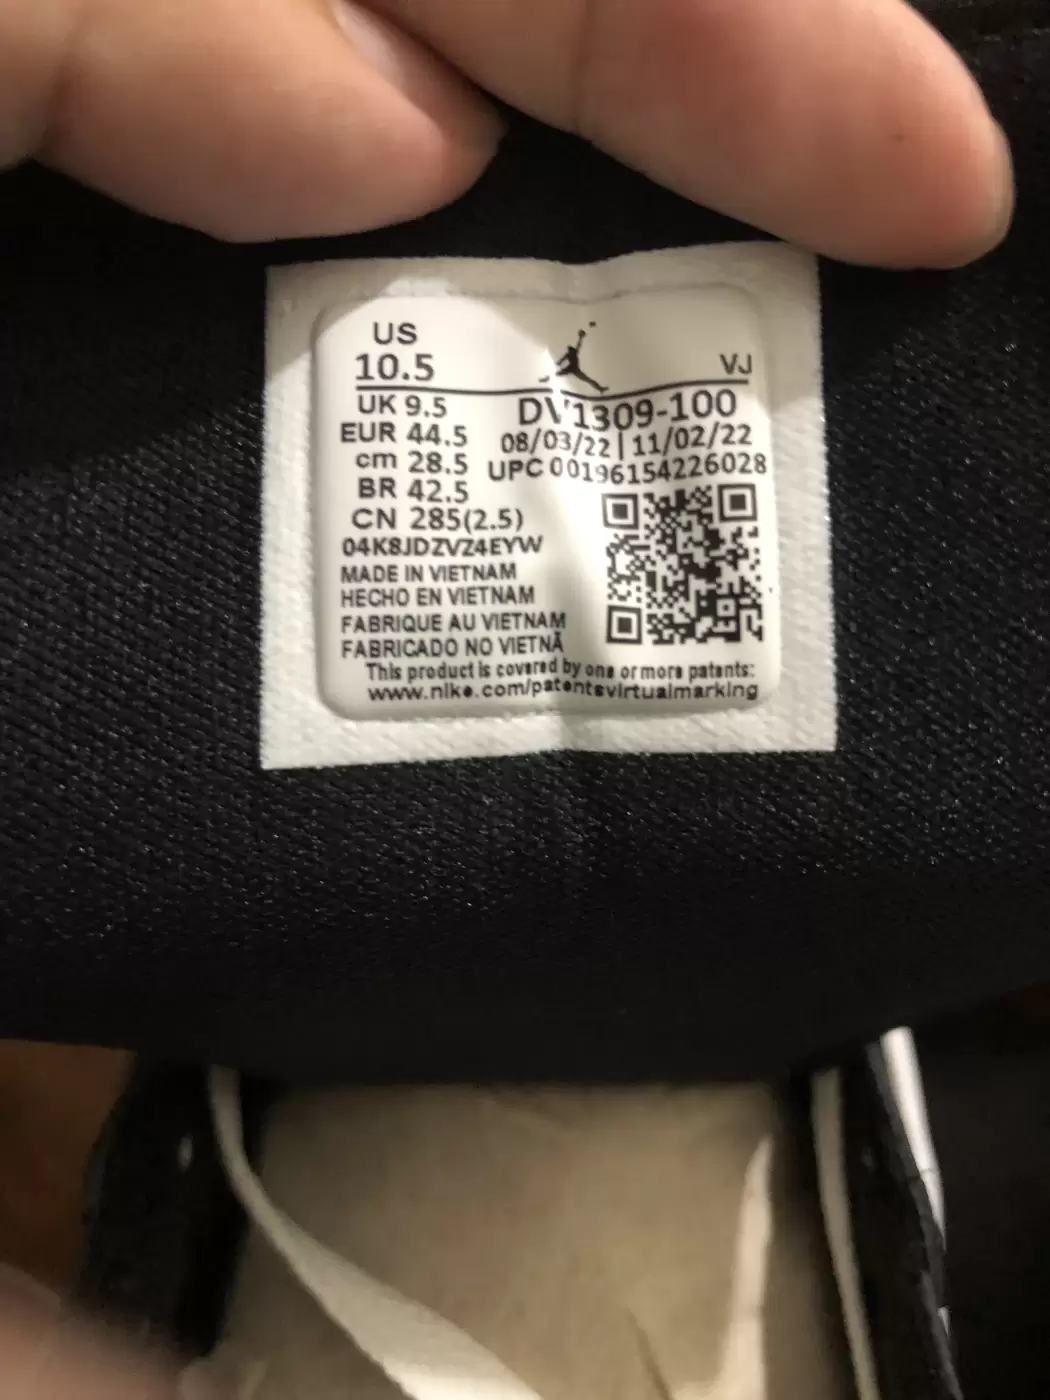 US
10.5
VJ
UK 9.5
DV1309-100
EUR 44.5
08/03/22 | 11/02/22
cm 28.5
UPC 00196154226028
BR 42.5
CN 285(2.5)
04K8JDZVZ4EYW
MADE IN VIETNAM
HECHO EN VIETNAM
FABRIQUE AU VIETNAM
FABRICADO NO VIETNÃ
This product is covered by one or more patents:
www.nike.com/patentsvirtualmarking